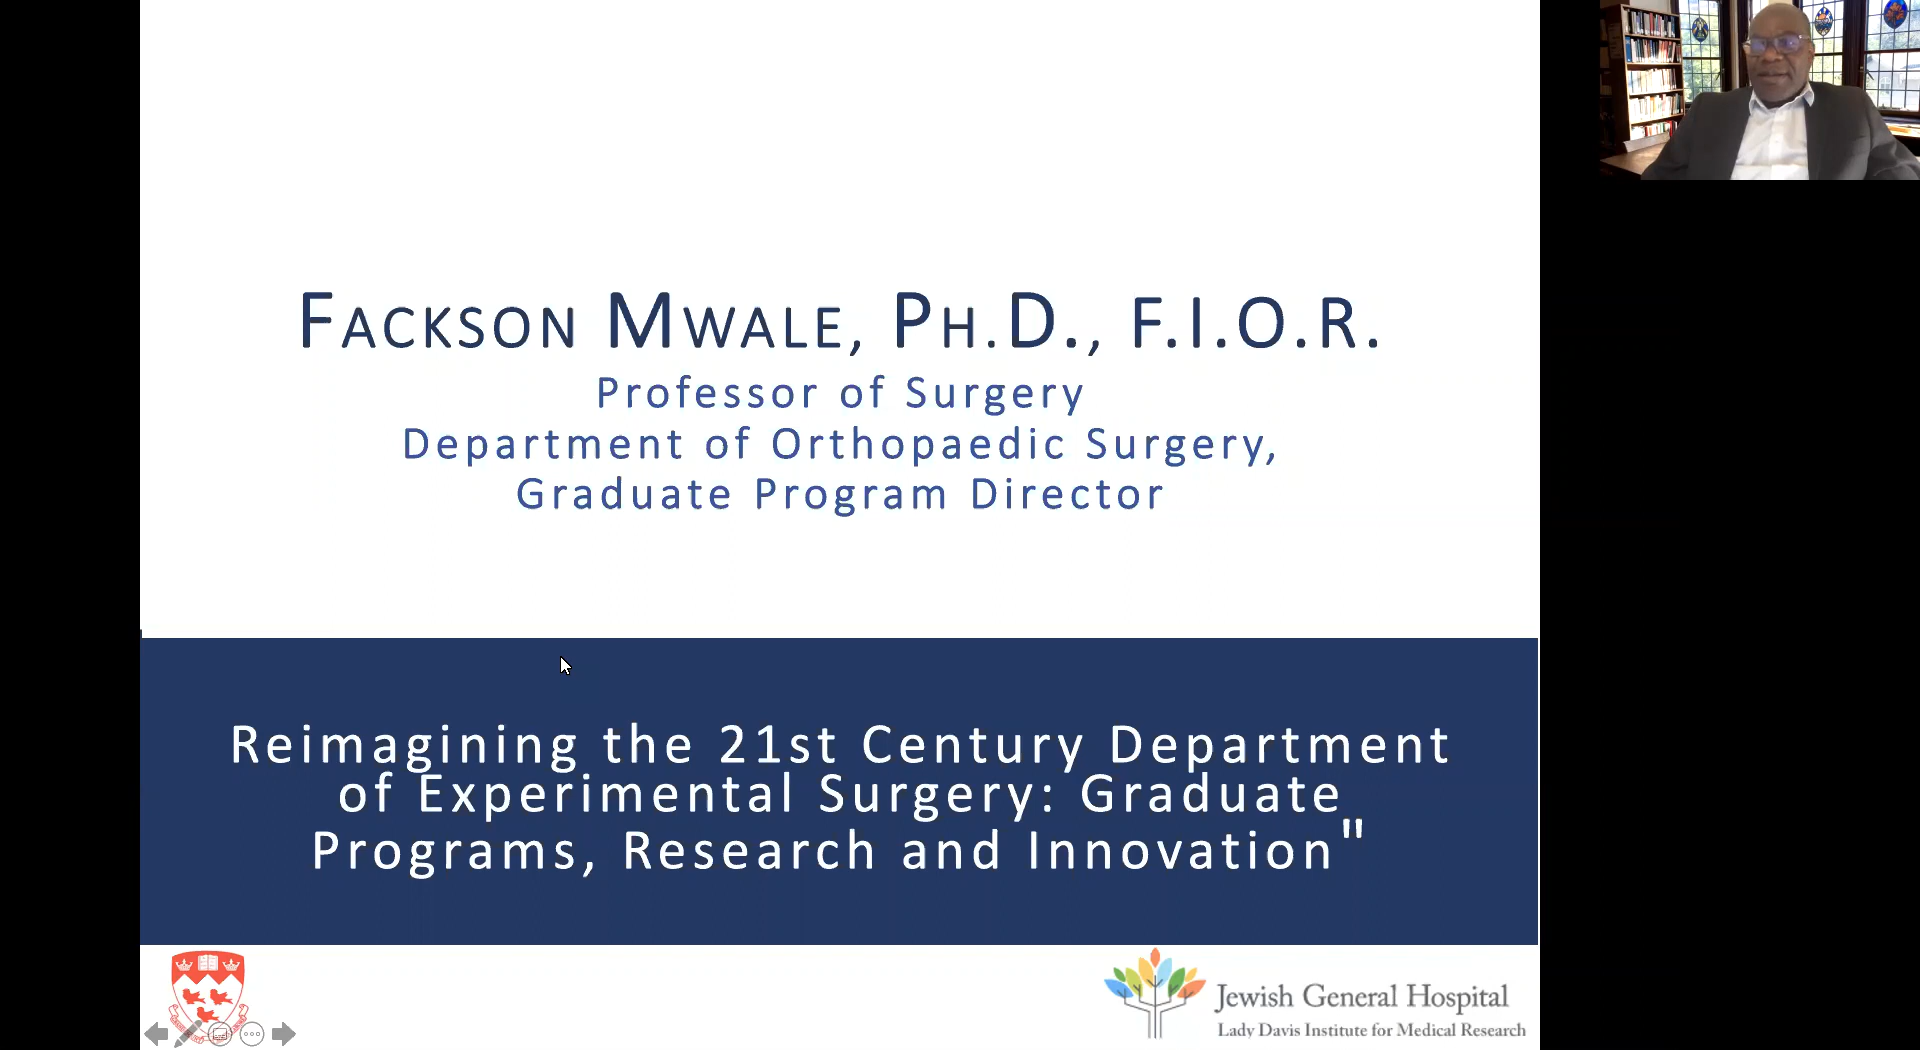 Fackson Mwale, Ph.D., F.I.O.R.
Professor of Surgery
Department of Orthopaedic Surgery,
Graduate Program Director
Reimagining the 21st Century Department
of Experimental Surgery: Graduate
Programs, Research and Innovation"
Jewish General Hospital
Lady Davis Institute for Medical Research